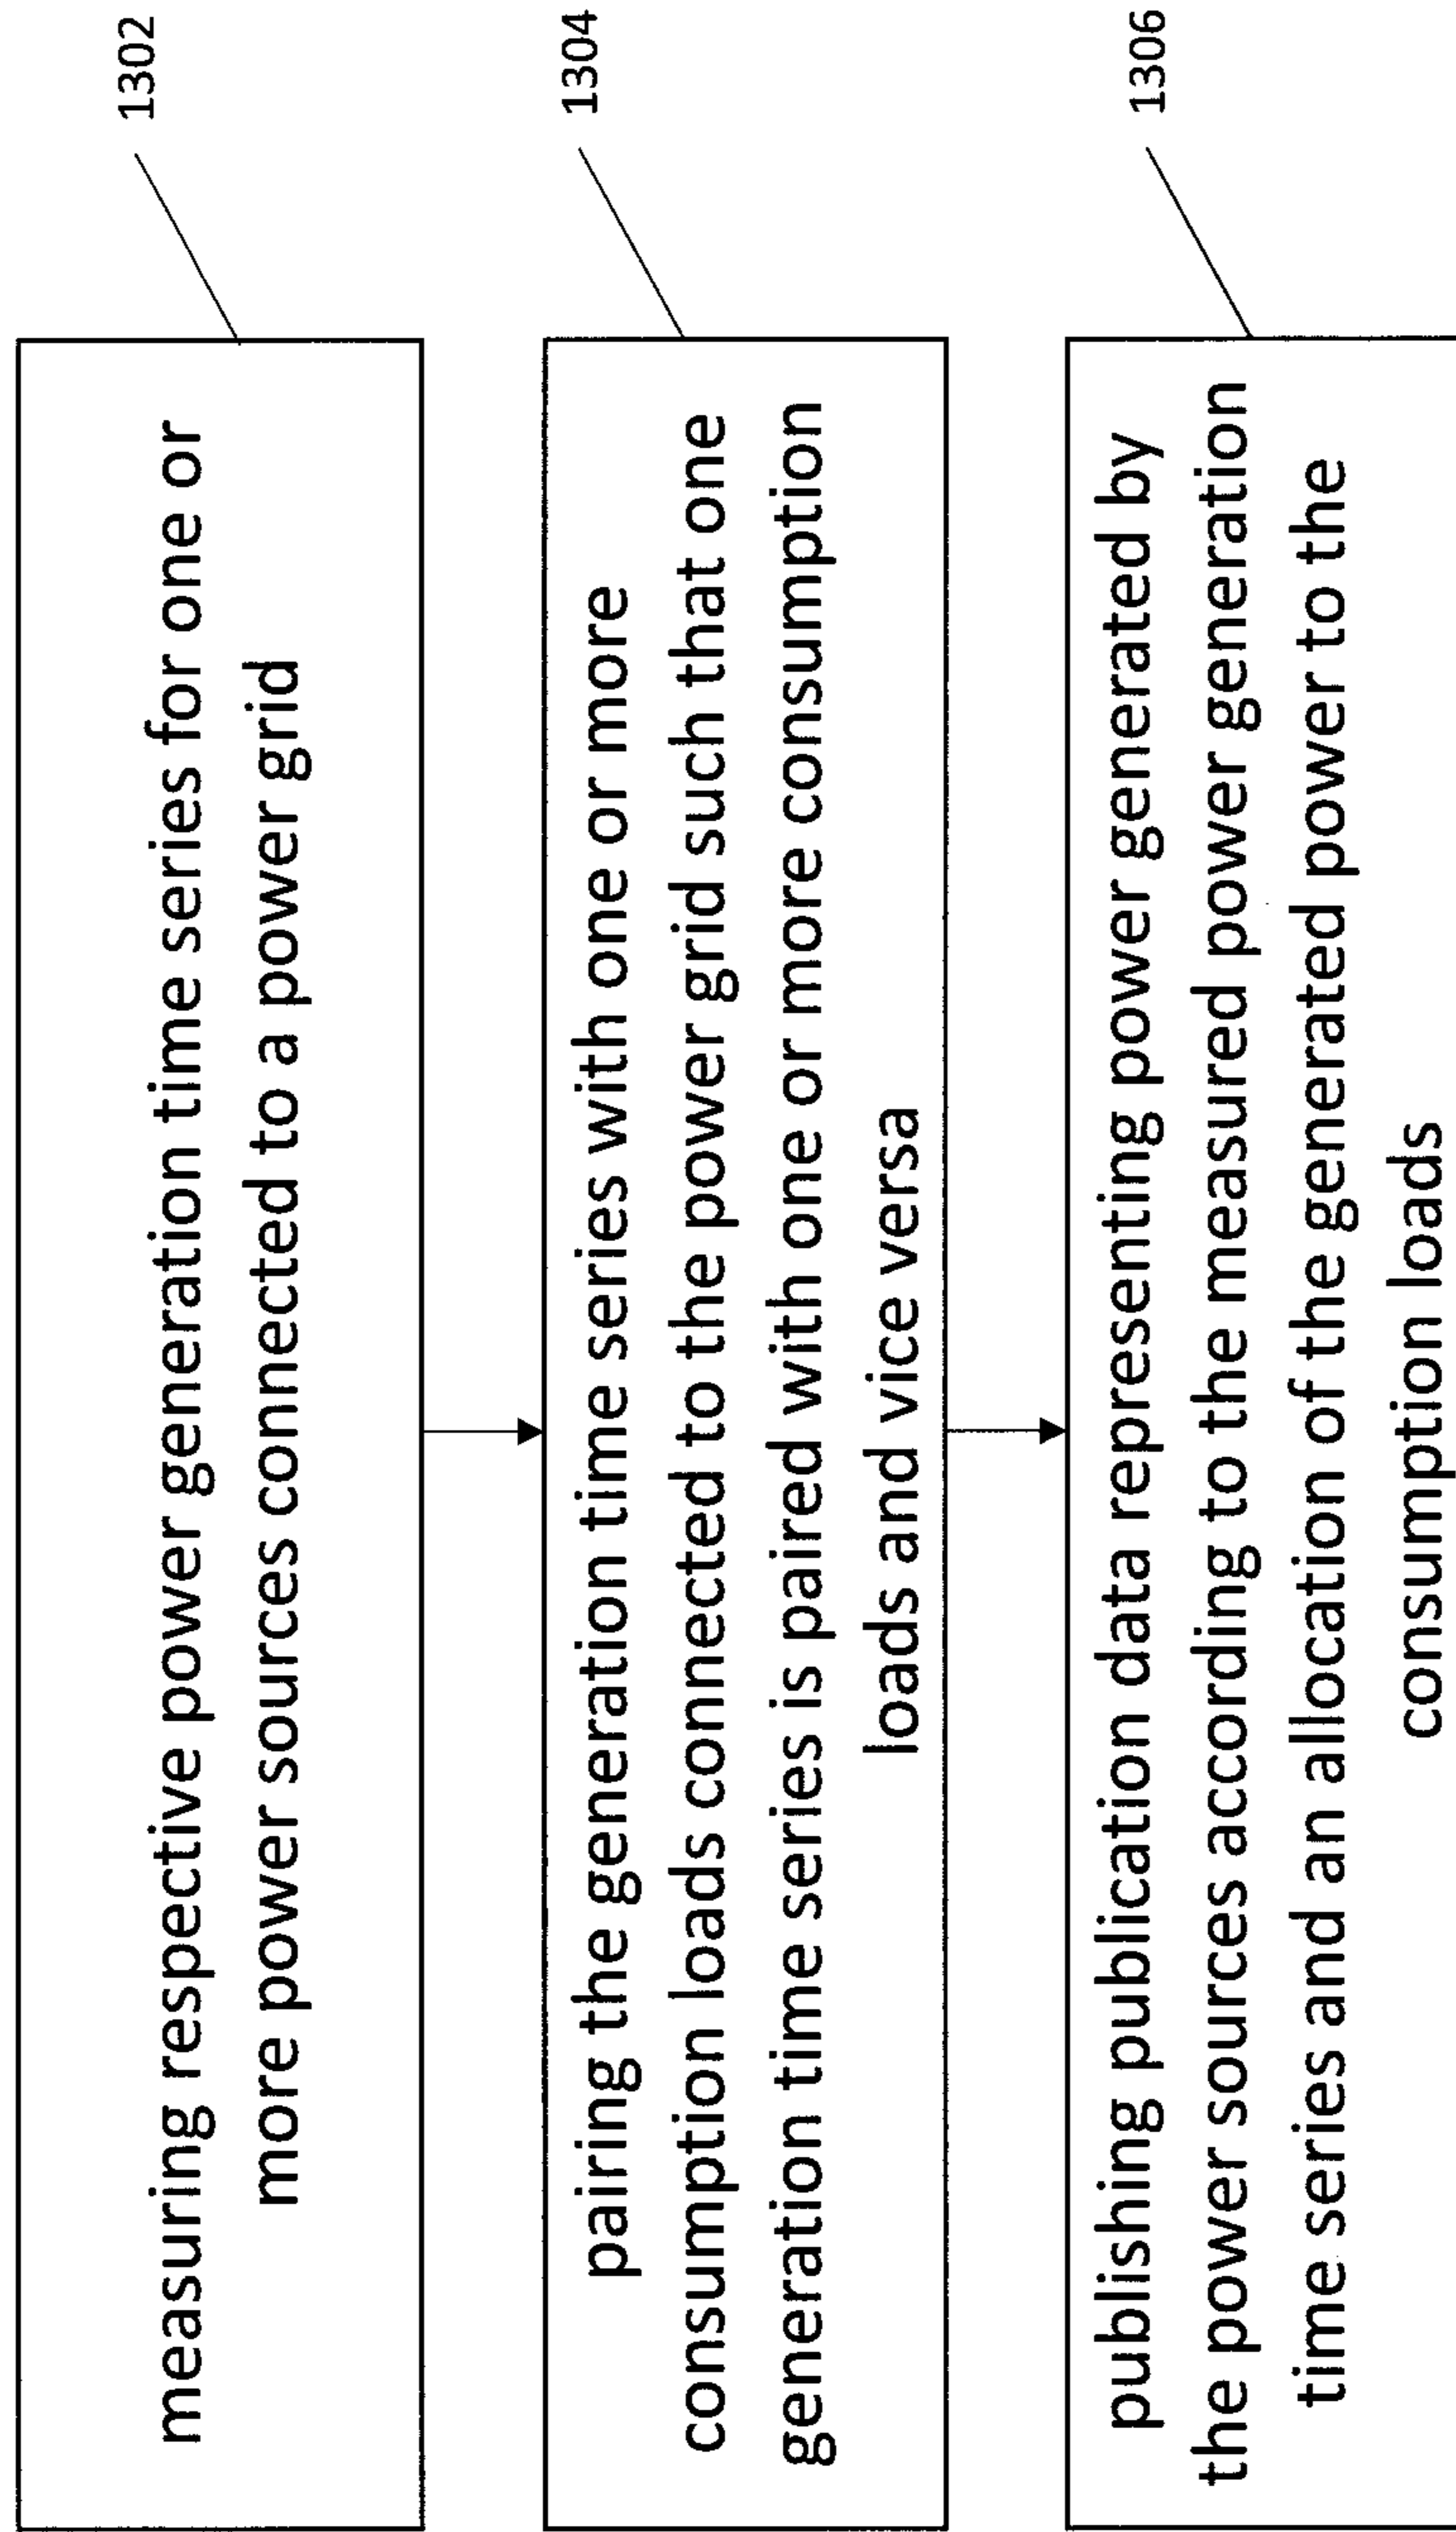 measuring respective power generation time series for one or
more power sources connected to a power grid
1302
pairing the generation time series with one or more
consumption loads connected to the power grid such that one
generation time series is paired with one or more consumption
loads and vice versa
1304
publishing publication data representing power generated by
the power sources according to the measured power generation
time series and an allocation of the generated power to the
consumption loads
1306